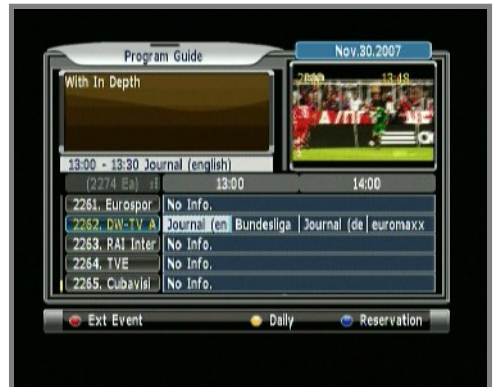 Program Guide
Nov.30.2007
With In Depth
13:48
13:00 - 13:30 Journal (english)
(2274 Ea)
13:00
14:00
2261. Eurospor
No Info.
2262. DW-TV A
Journal (en
Bundesliga
Journal (de
euromaxx
2263. RAI Inter
No Info.
2264. TVE
No Info.
2265. Cubavisi
No Info.
Ext Event
Daily
Reservation